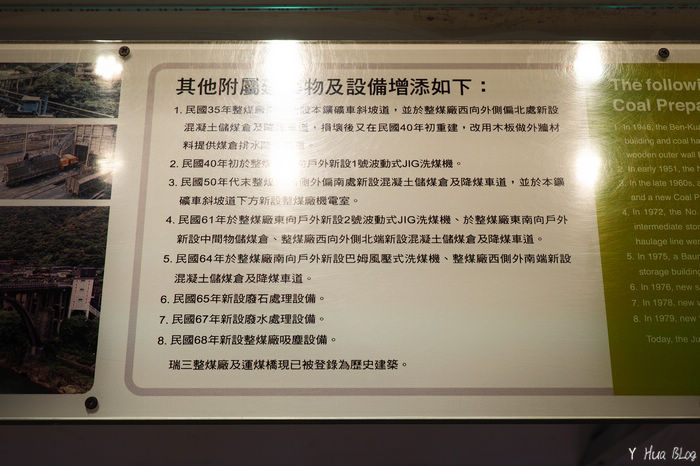 其他附屬 物及設備增添如下：
1. 民國35年整煤廠 設本鑛鑛車斜坡道，並於整煤廠西向外側偏北處新設
混凝土儲煤倉及降 道，損壞後又在民國40年初重建，改用木板做外牆材
料提供煤倉排水
2. 民國40年初於整 向戶外新設1號波動式JIG洗煤機。
3. 民國50年代末整 側外偏南處新設混凝土儲煤倉及降煤車道，並於本鑛
鑛車斜坡道下方新設整煤廠機電室。
4. 民國61年於整煤廠東向戶外新設2號波動式JIG洗煤機、於整煤廠東南向戶外
新設中間物儲煤倉、整煤廠西向外側北端新設混凝土儲煤倉及降煤車道。
5. 民國64年於整煤廠南向戶外新設巴姆風壓式洗煤機、整煤廠西側外南端新設
混凝土儲煤倉及降煤車道。
6. 民國65年新設廢石處理設備。
7. 民國67年新設廢水處理設備。
8. 民國68年新設整煤廠吸塵設備。
瑞三整煤廠及運煤橋現已被登錄為歷史建築。
The followi
Coal Prepa
1. In 1946, the Ben-Ku
building and coal ha
wooden outer wall
2. In early 1951, the
3. In the late 1960s, a
and a new Coal P
4. In 1972, the No.
intermediate stor
haulage line we
5. In 1975, a Baur
storage building
6. In 1976, new s
7. In 1978, new
8. In 1979, new
Today, the Ju
Y Hua BLog